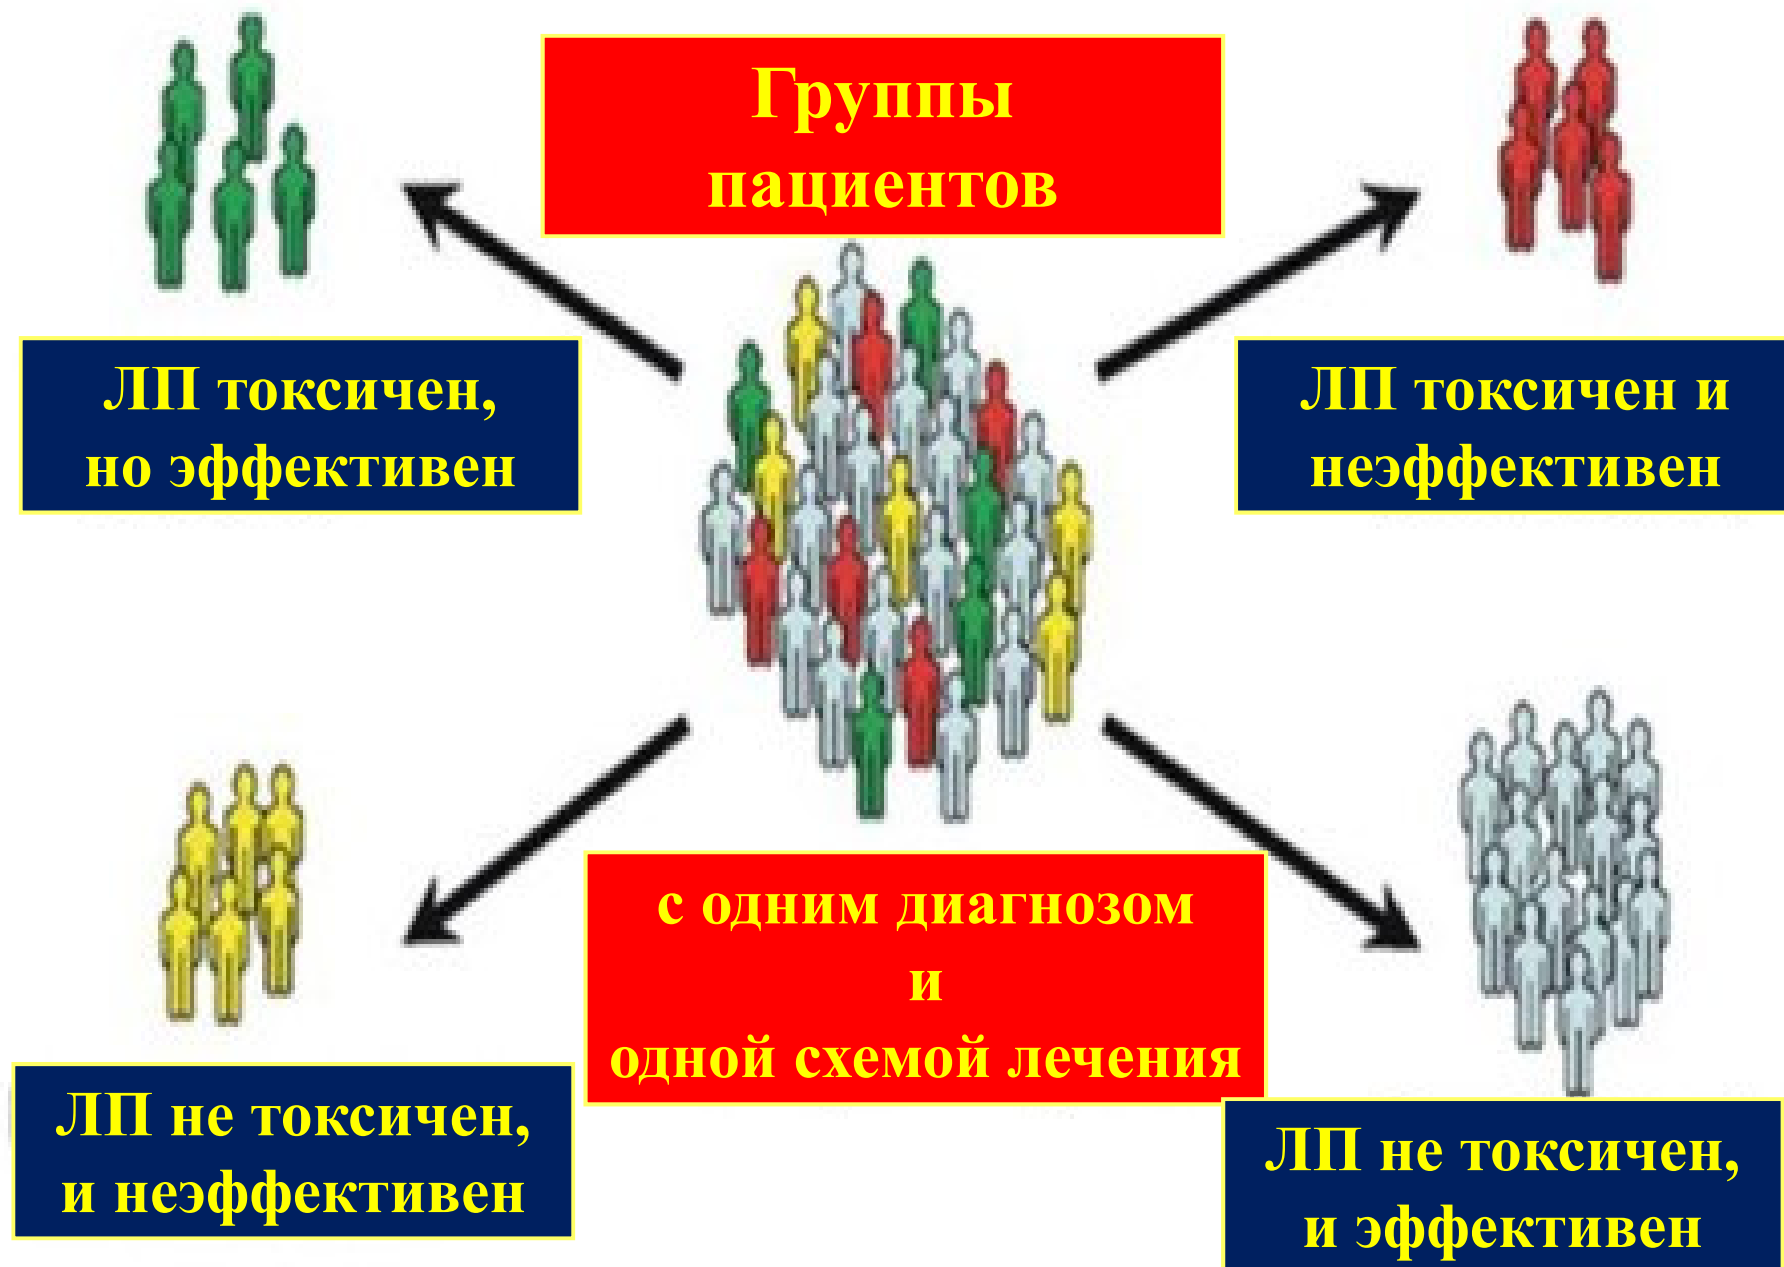 Группы
пациентов
ЛП токсичен,
но эффективен
ЛП токсичен и
неэффективен
с одним диагнозом
и
одной схемой лечения
ЛП не токсичен,
и неэффективен
ЛП не токсичен,
и эффективен